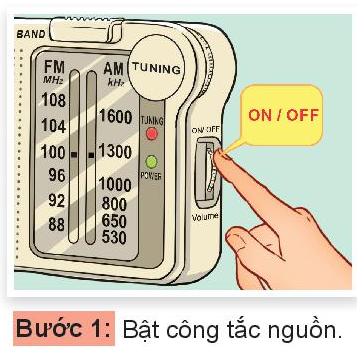 BAND
FM
MHz
108
104
100
96
92
88
AM
kHz
1600
1300
1000
800
650
530
TUNING
TUNING
POWER
ON/OFF
Volume
ON / OFF
Bước 1: Bật công tắc nguồn.